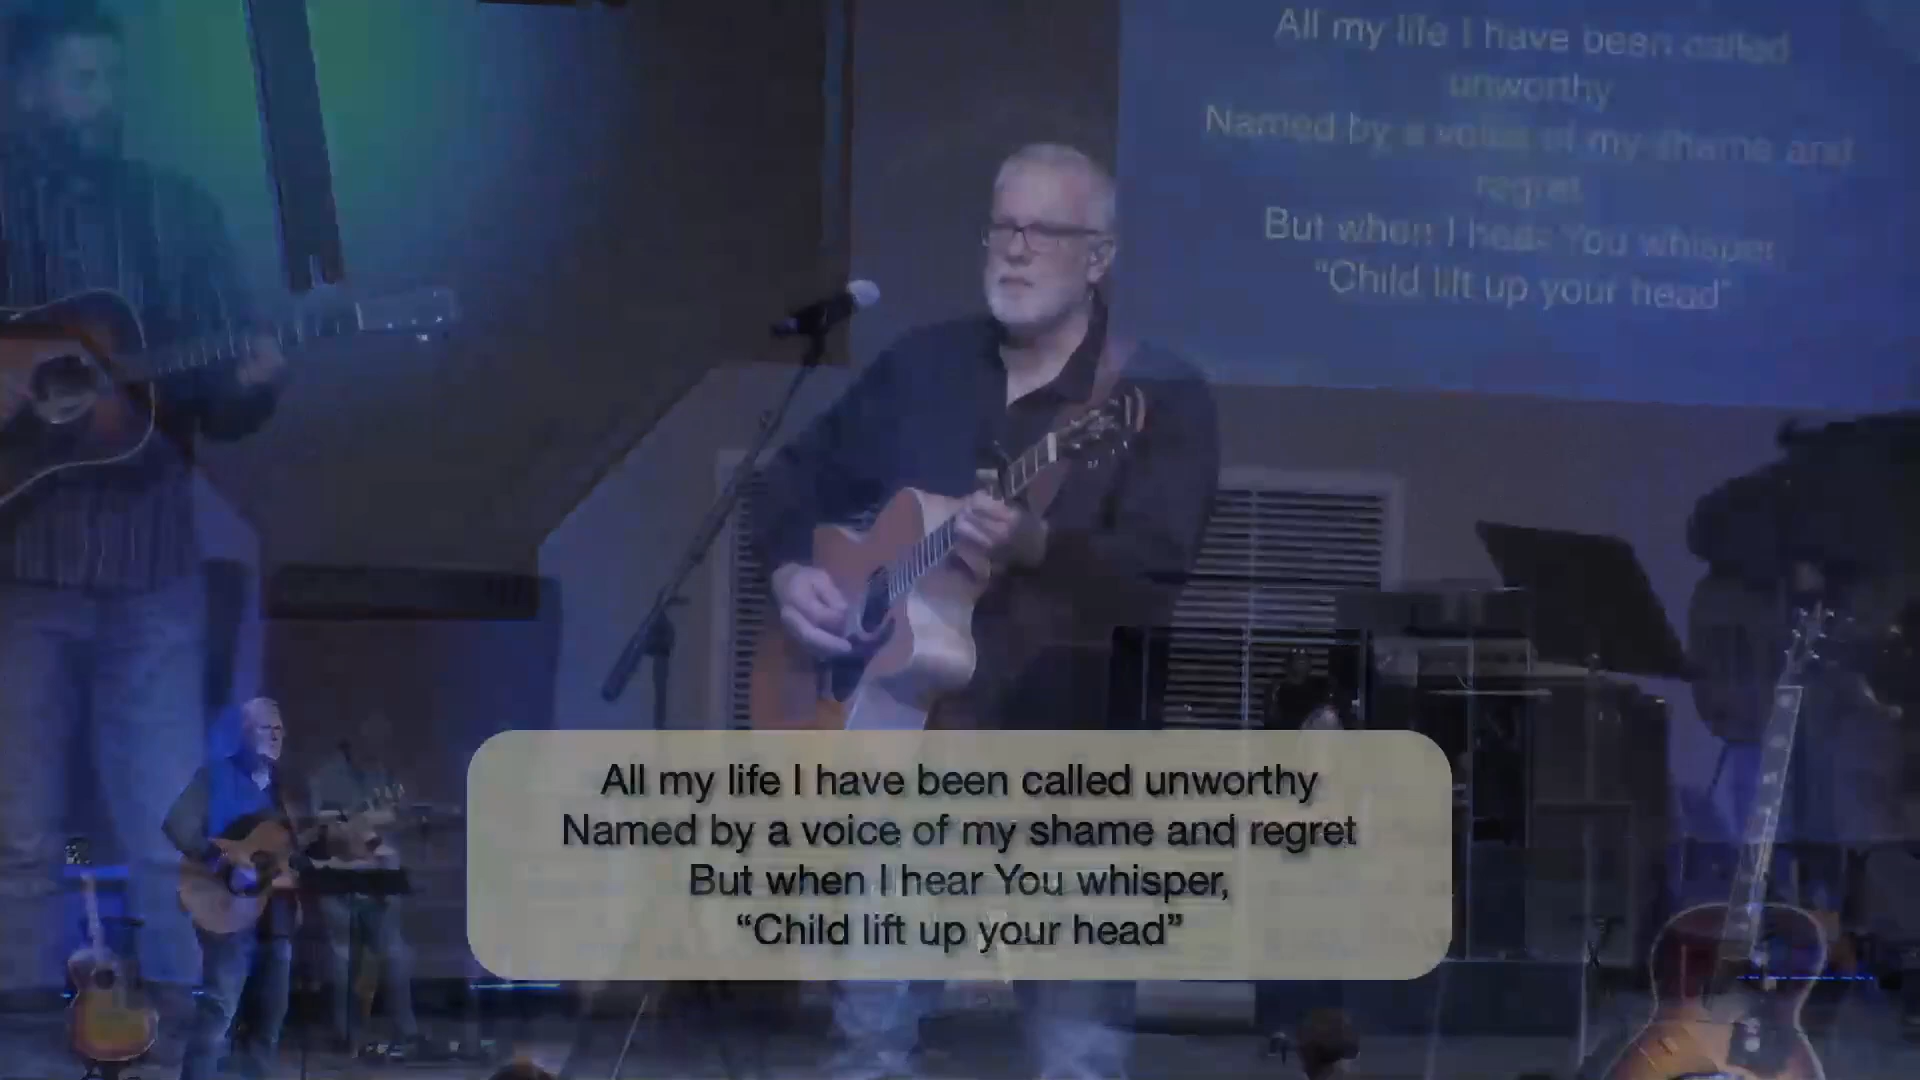 All my life I have been called
unworthy
Named by a voice of my shame and
regret
But when I hear You whisper,
“Child lift up your head”
All my life I have been called unworthy
Named by a voice of my shame and regret
But when I hear You whisper,
“Child lift up your head”